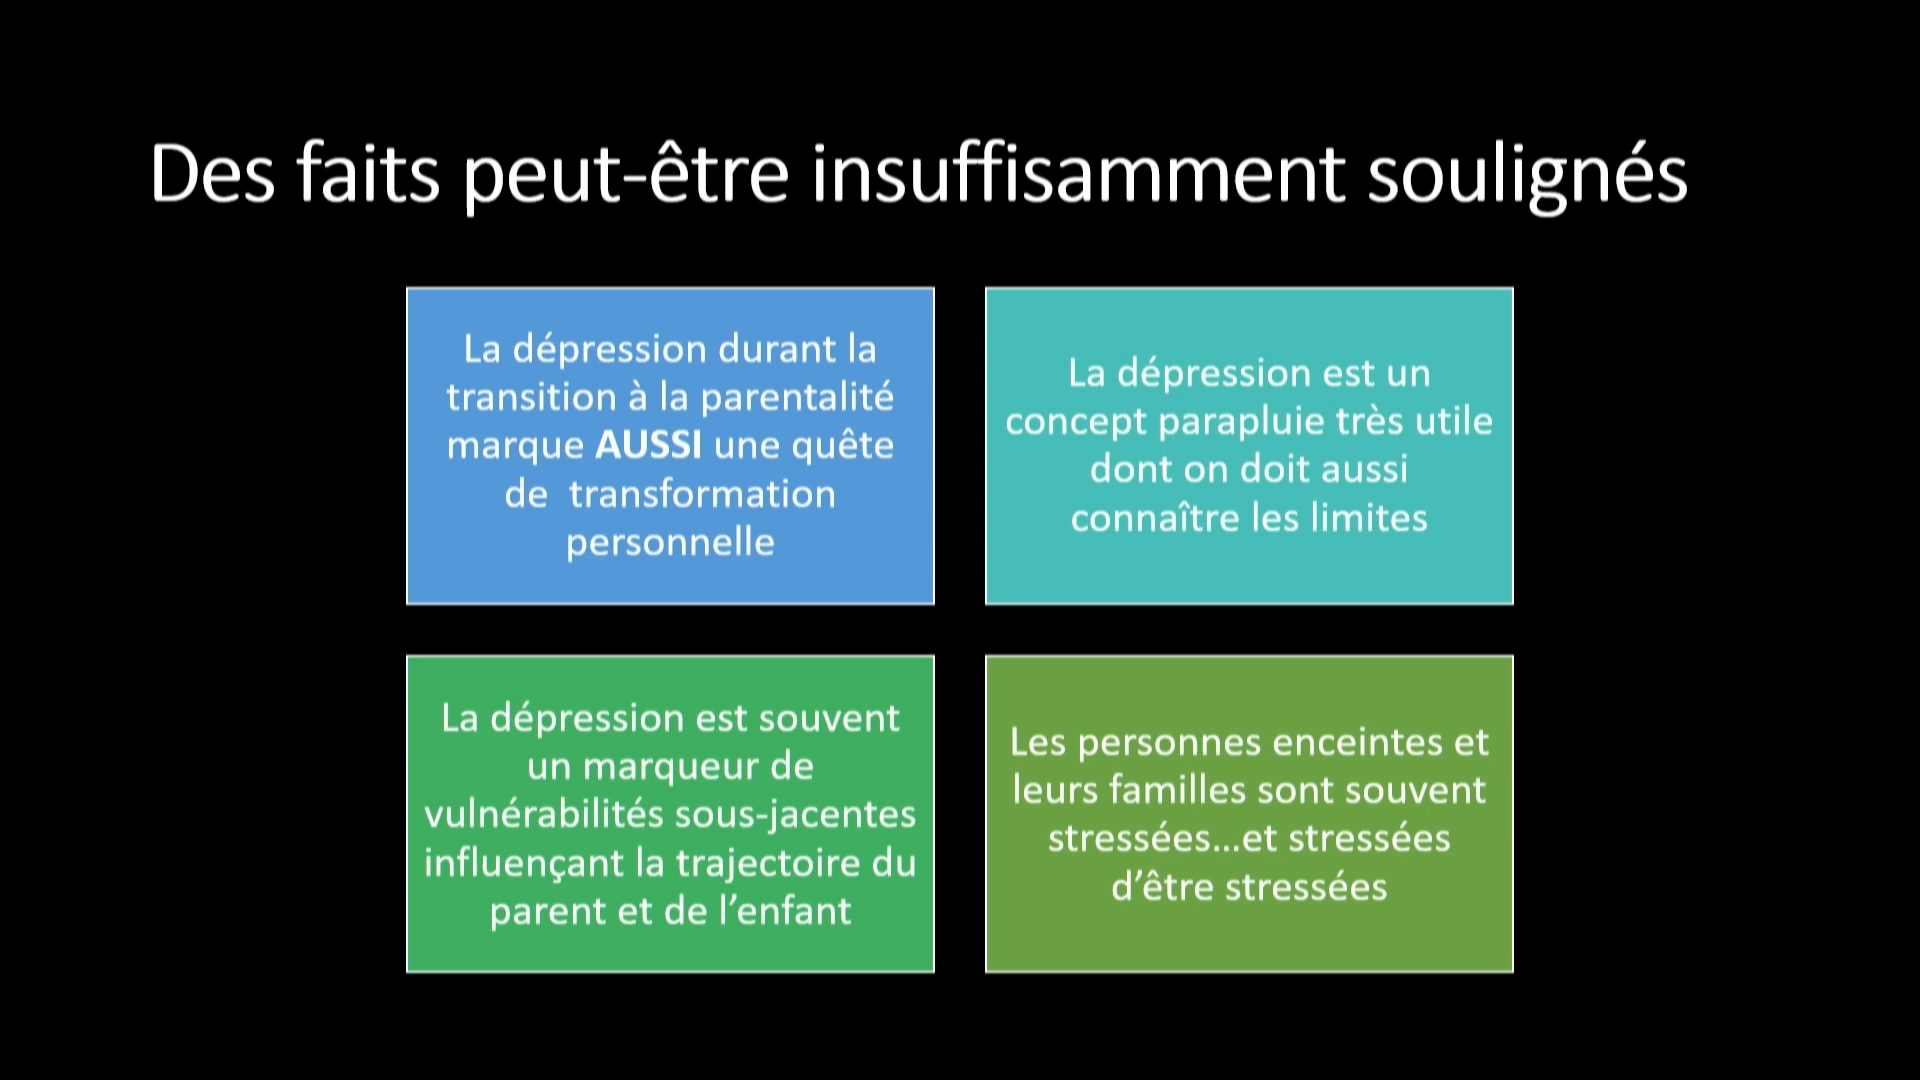 Des faits peut-être insuffisamment soulignés
La dépression durant la
transition à la parentalité
marque AUSSI une quête
de  transformation
personnelle
La dépression est un
concept parapluie très utile
dont on doit aussi
connaître les limites
La dépression est souvent
un marqueur de
vulnérabilités sous-jacentes
influençant la trajectoire du
parent et de l’enfant
Les personnes enceintes et
leurs familles sont souvent
stressées…et stressées
d’être stressées